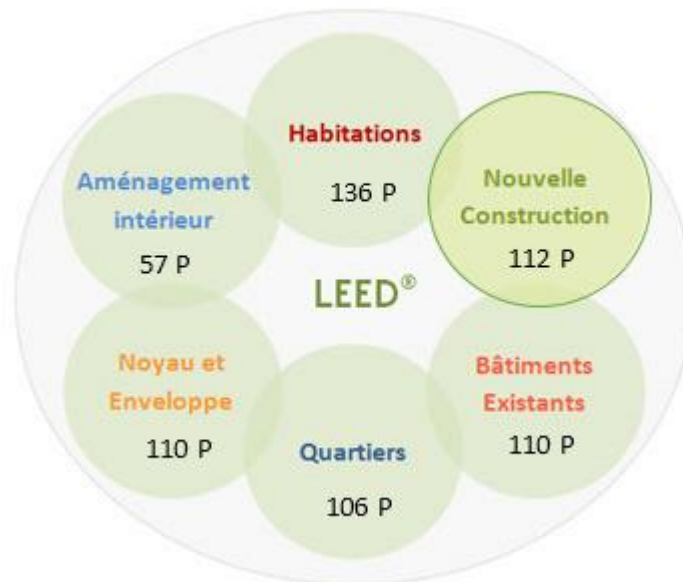 Habitations
136 P
Nouvelle
Construction
112 P
Bâtiments
Existants
110 P
Quartiers
106 P
Noyau et
Enveloppe
110 P
Aménagement
intérieur
57 P
LEED®